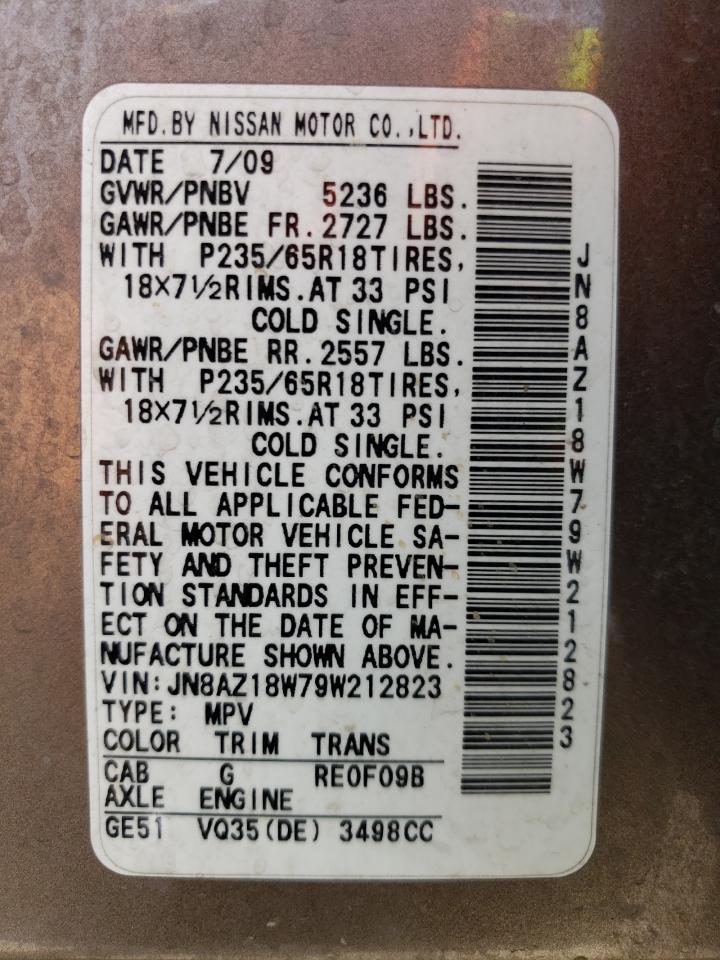 MFD.BY NISSAN MOTOR CO.,LTD.
DATE 7/09
GVWR/PNBV 5236 LBS.
GAWR/PNBE FR.2727 LBS.
WITH P235/65R18TIRES,
18×7½RIMS.AT 33 PSI
COLD SINGLE.
GAWR/PNBE RR.2557 LBS.
WITH P235/65R18TIRES,
18×7½RIMS.AT 33 PSI
COLD SINGLE.
THIS VEHICLE CONFORMS
TO ALL APPLICABLE FED-
ERAL MOTOR VEHICLE SA-
FETY AND THEFT PREVEN-
TION STANDARDS IN EFF-
ECT ON THE DATE OF MA-
NUFACTURE SHOWN ABOVE.
VIN:JN8AZ18W79W212823
TYPE: MPV
COLOR TRIM TRANS
CAB G RE0F09B
AXLE ENGINE
GE51 VQ35(DE) 3498CC
JN8AZ18W79W212823